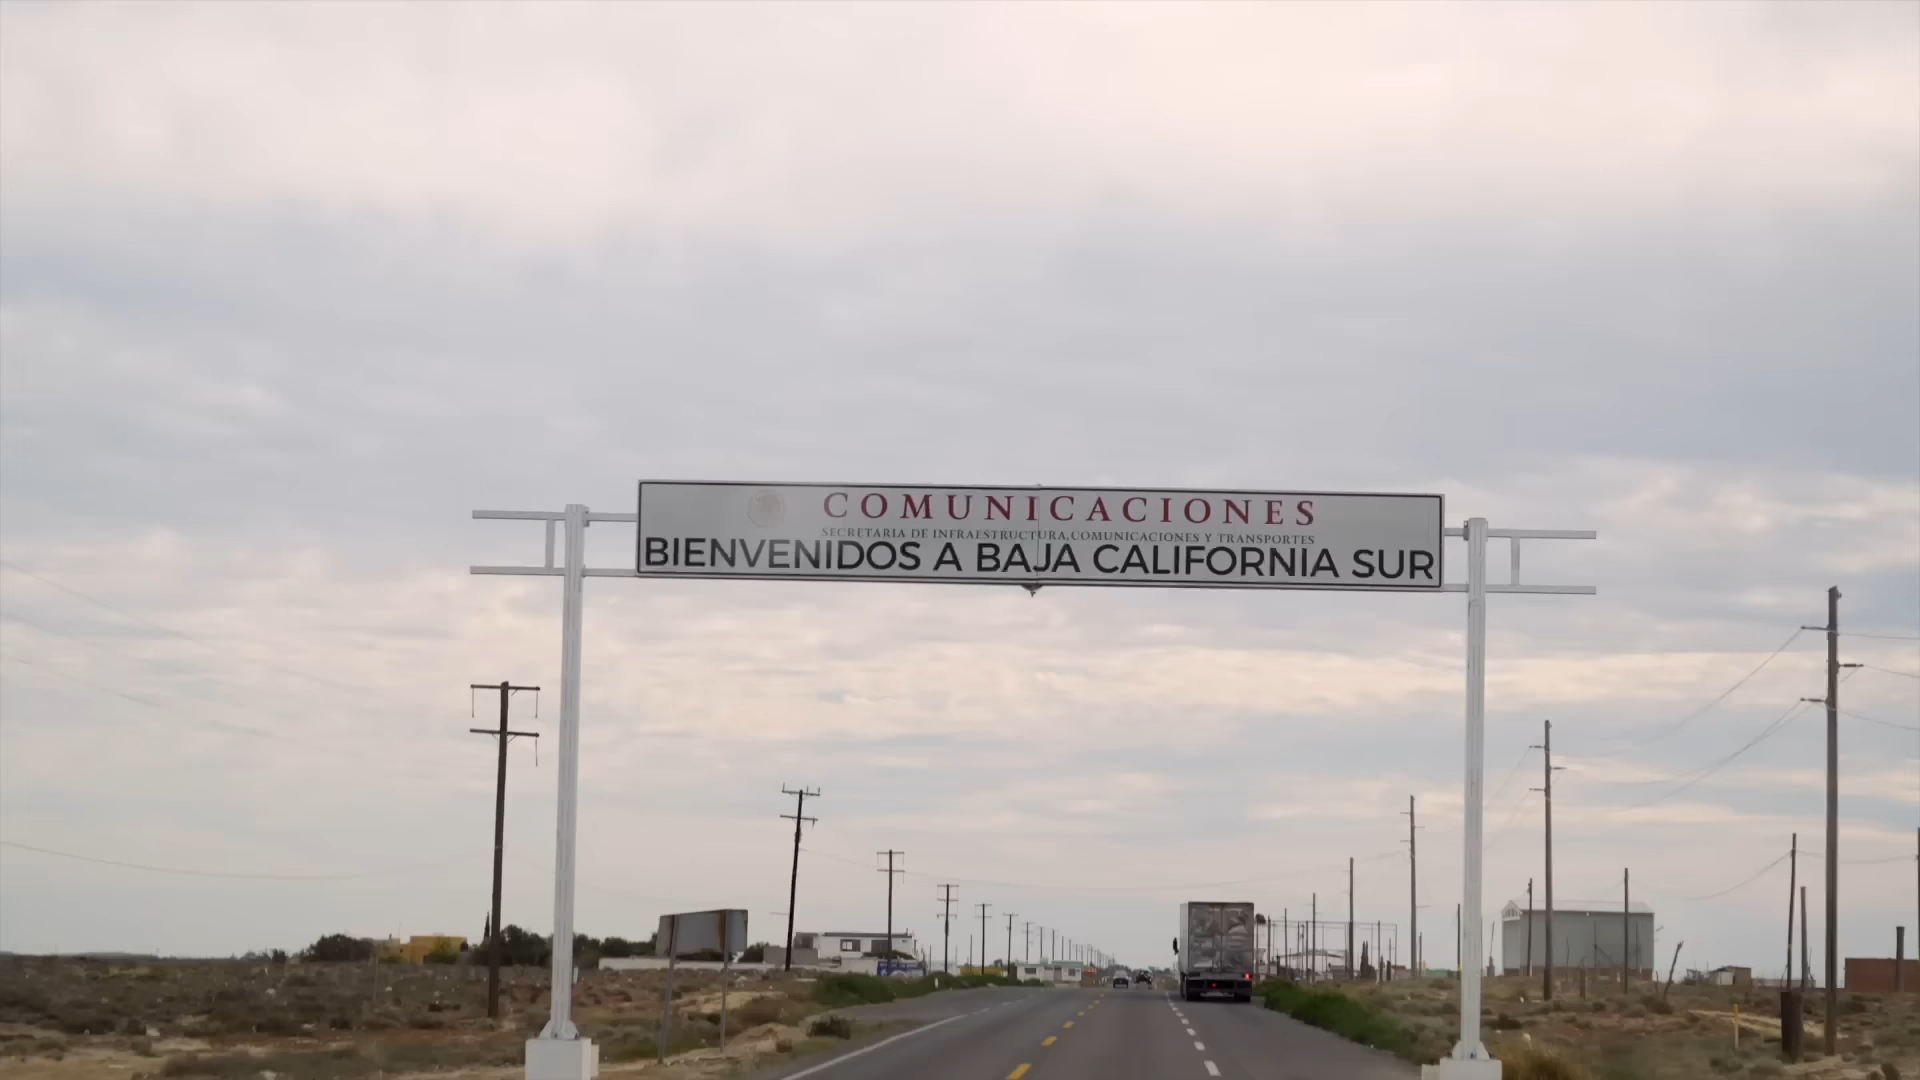 COMUNICACIONES
SECRETARIA DE INFRAESTRUCTURA, COMUNICACIONES Y TRANSPORTES
BIENVENIDOS A BAJA CALIFORNIA SUR